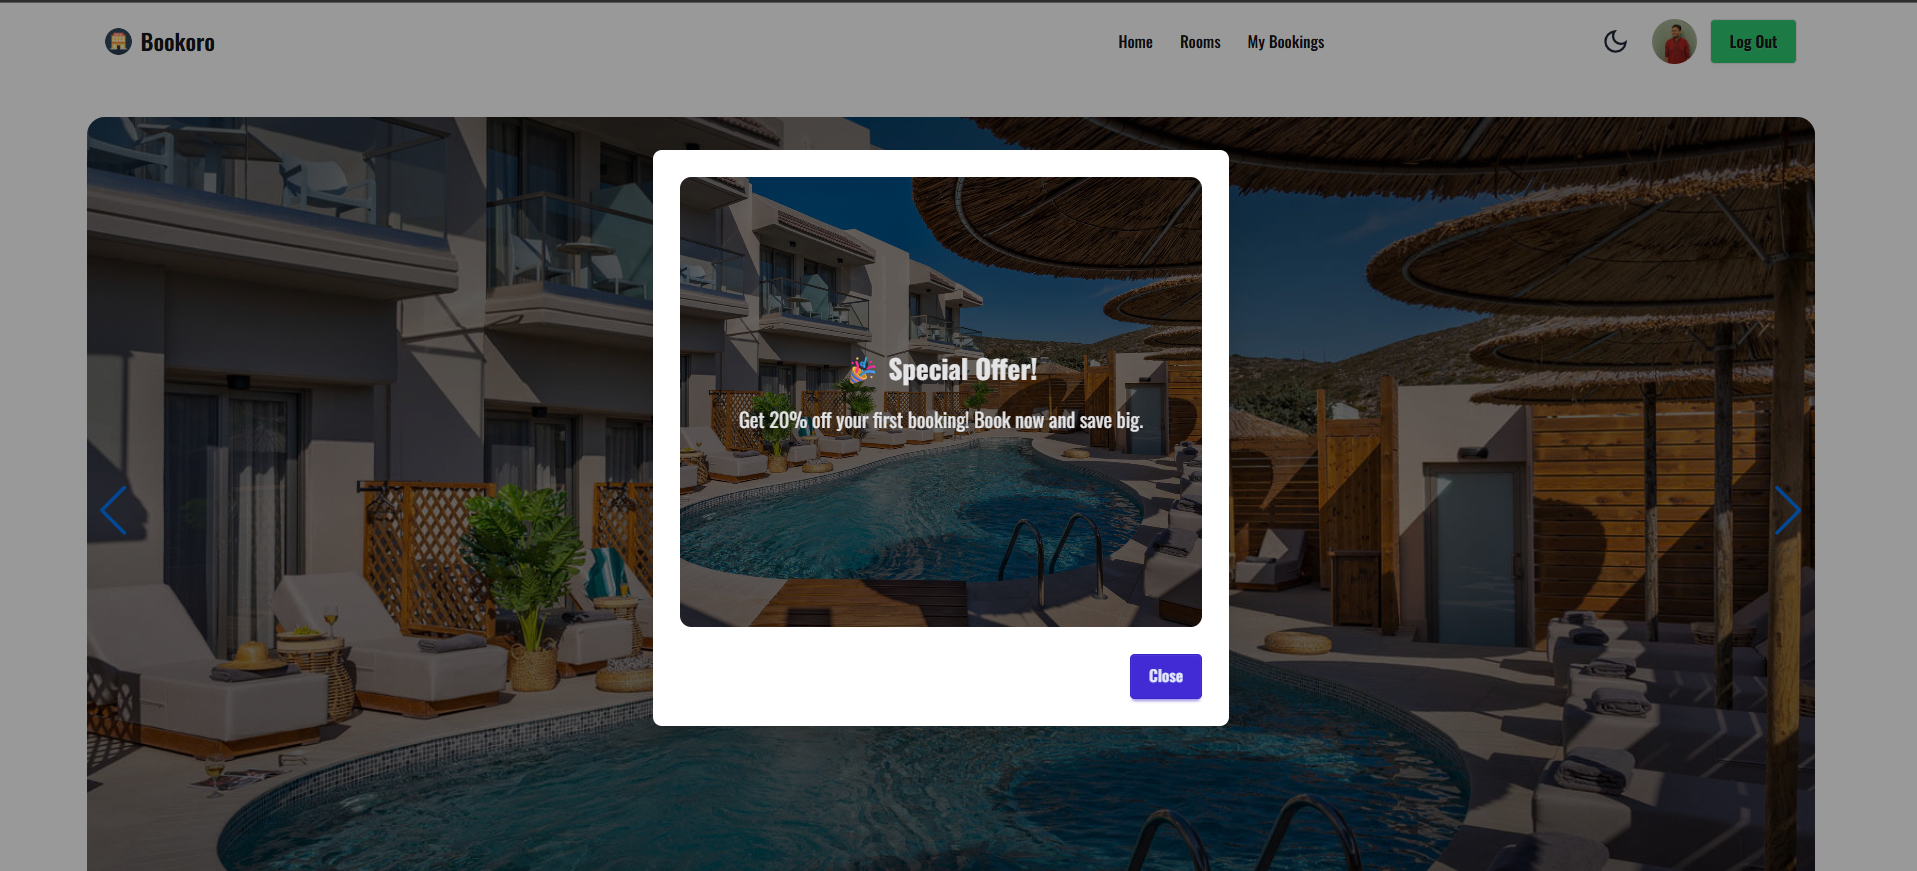 Bookoro
Home Rooms My Bookings
Log Out
🎉 Special Offer!
Get 20% off your first booking! Book now and save big.
Close